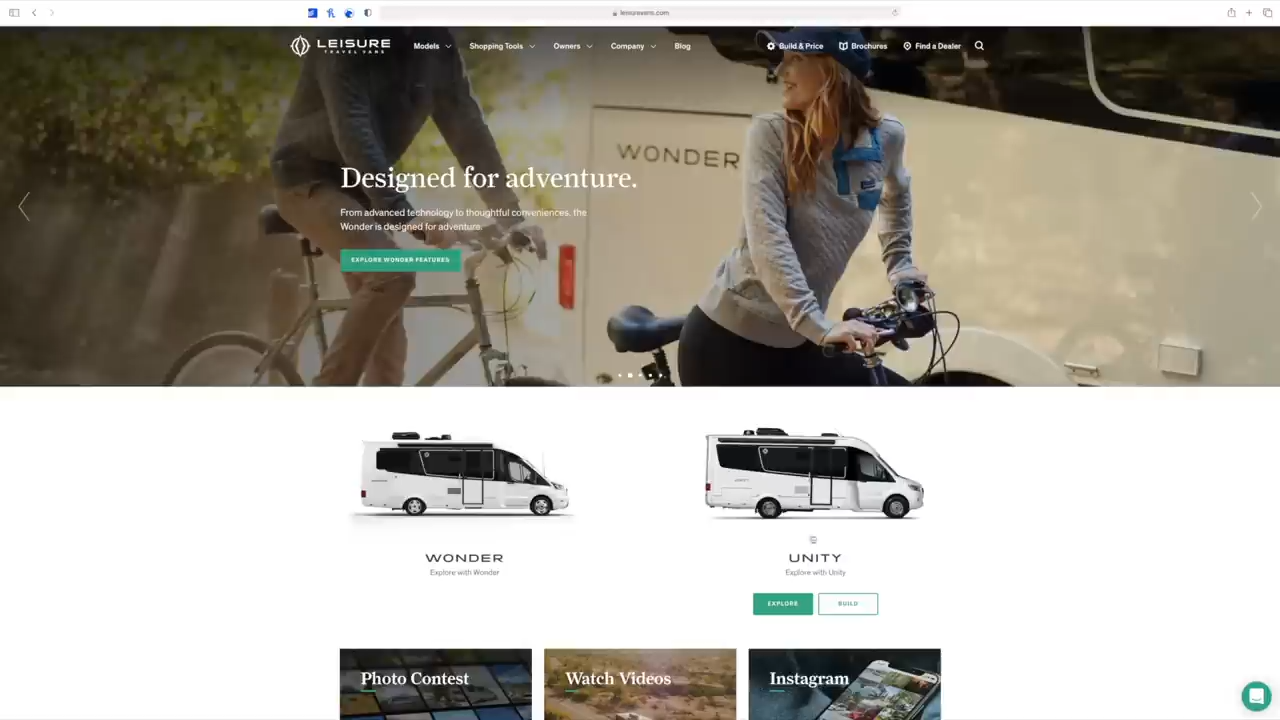 leisurevans.com
LEISURE
TRAVEL VANS
Models
Shopping Tools
Owners
Company
Blog
Build & Price
Brochures
Find a Dealer
WONDER
Designed for adventure.
From advanced technology to thoughtful conveniences, the
Wonder is designed for adventure.
EXPLORE WONDER FEATURES
WONDER
Explore with Wonder
UNITY
Explore with Unity
EXPLORE
BUILD
Photo Contest
Watch Videos
Instagram